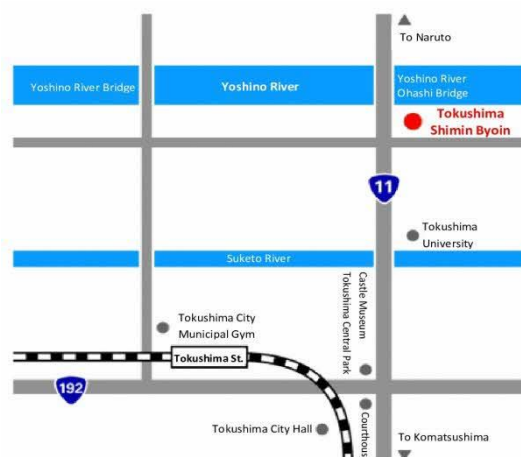 To Naruto
Yoshino River Bridge
Yoshino River
Yoshino River
Ohashi Bridge
Tokushima
Shimin Byoin
11
Tokushima
University
Suketo River
Castle Museum
Tokushima Central Park
Tokushima City
Municipal Gym
Tokushima St.
192
Courthous
Tokushima City Hall
To Komatsushima